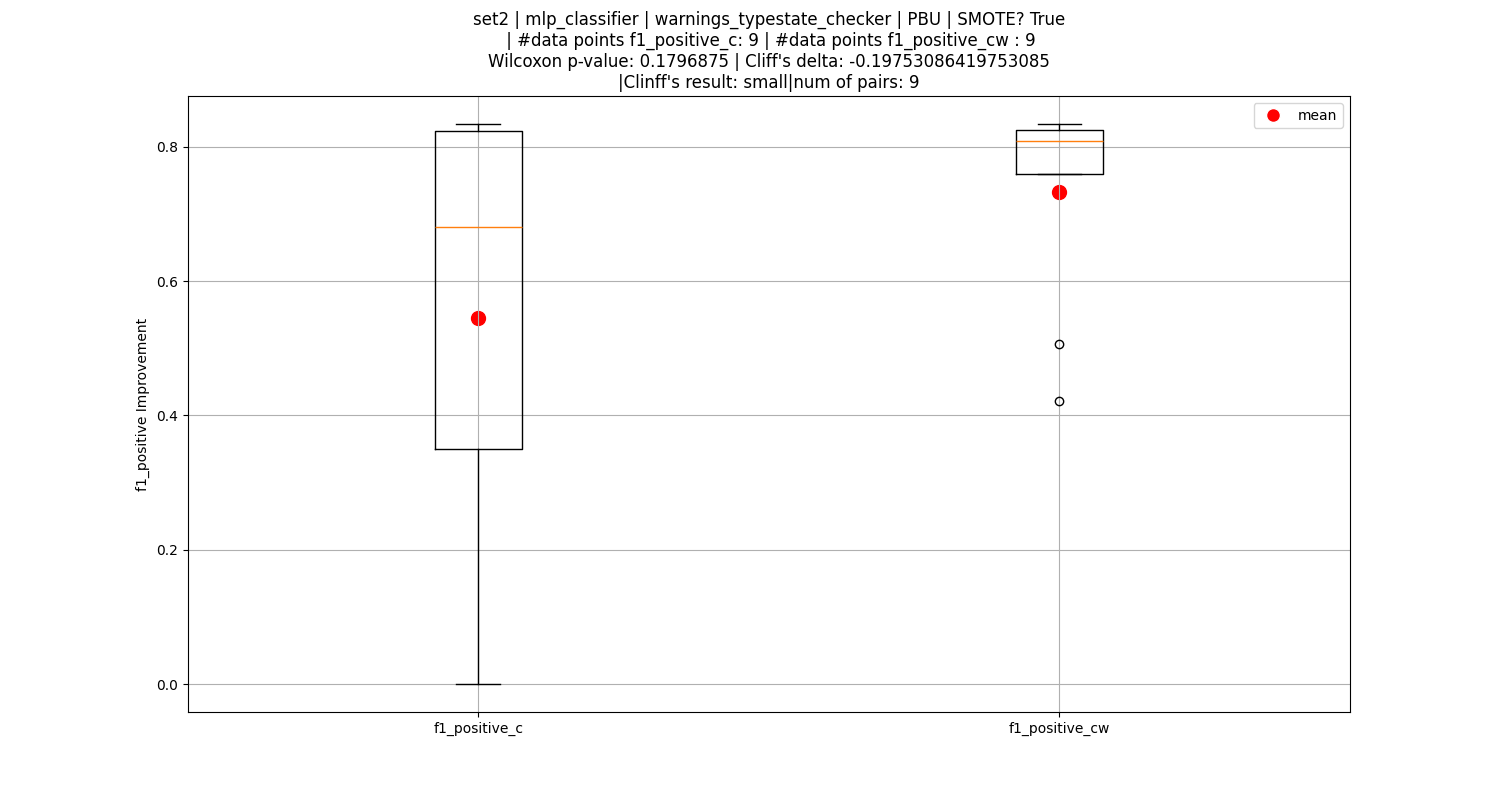 set2 | mlp_classifier | warnings_typestate_checker | PBU | SMOTE? True
| #data points f1_positive_c: 9 | #data points f1_positive_cw : 9
Wilcoxon p-value: 0.1796875 | Cliff's delta: -0.19753086419753085
|Clinff's result: small|num of pairs: 9
mean
0.8
0.6
0.4
0.2
0.0
f1_positive Improvement
f1_positive_c
f1_positive_cw